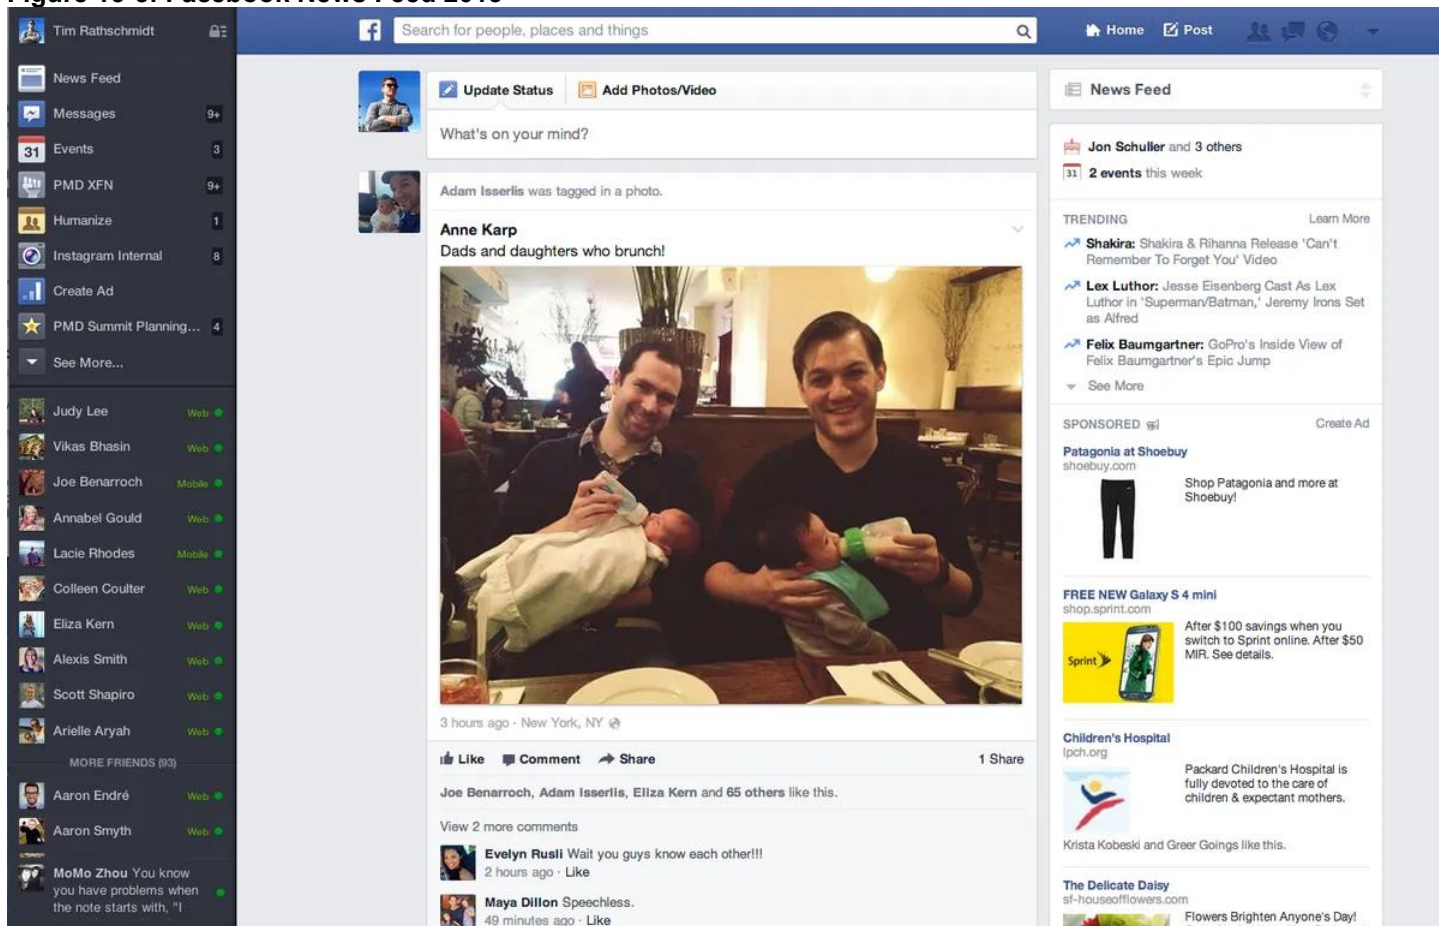 Tim Rathschmidt
News Feed
Messages 9+
31 Events 3
PMD XFN 9+
Humanize 1
Instagram Internal 8
Create Ad
PMD Summit Planning... 4
See More...
Judy Lee Web
Vikas Bhasin Web
Joe Benarroch Mobile
Annabel Gould Web
Lacie Rhodes Mobile
Colleen Coulter Web
Eliza Kern Web
Alexis Smith Web
Scott Shapiro Web
Arielle Aryah Web
MORE FRIENDS (93)
Aaron Endré Web
Aaron Smyth Web
MoMo Zhou You know
you have problems when
the note starts with, "I
f Search for people, places and things
Home Post
Update Status Add Photos/Video
What's on your mind?
Adam Isserlis was tagged in a photo.
Anne Karp
Dads and daughters who brunch!
3 hours ago · New York, NY
Like Comment Share 1 Share
Joe Benarroch, Adam Isserlis, Eliza Kern and 65 others like this.
View 2 more comments
Evelyn Rusli Wait you guys know each other!!!
2 hours ago · Like
Maya Dillon Speechless.
49 minutes ago · Like
News Feed
Jon Schuller and 3 others
31 2 events this week
TRENDING Learn More
Shakira: Shakira & Rihanna Release 'Can't
Remember To Forget You' Video
Lex Luthor: Jesse Eisenberg Cast As Lex
Luthor in 'Superman/Batman,' Jeremy Irons Set
as Alfred
Felix Baumgartner: GoPro's Inside View of
Felix Baumgartner's Epic Jump
See More
SPONSORED Create Ad
Patagonia at Shoebuy
shoebuy.com
Shop Patagonia and more at
Shoebuy!
FREE NEW Galaxy S 4 mini
shop.sprint.com
After $100 savings when you
switch to Sprint online. After $50
MIR. See details.
Sprint
Children's Hospital
lpch.org
Packard Children's Hospital is
fully devoted to the care of
children & expectant mothers.
Krista Kobeski and Greer Goings like this.
The Delicate Daisy
sf-houseofflowers.com
Flowers Brighten Anyone's Day!